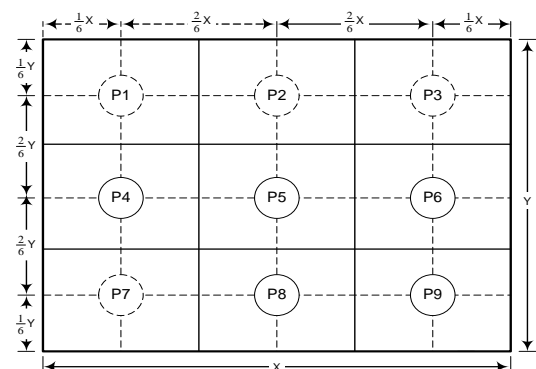 1/6 X 2/6 X 2/6 X 1/6 X
1/6 Y
P1 P2 P3
2/6 Y
P4 P5 P6 Y
2/6 Y
P7 P8 P9
1/6 Y
X